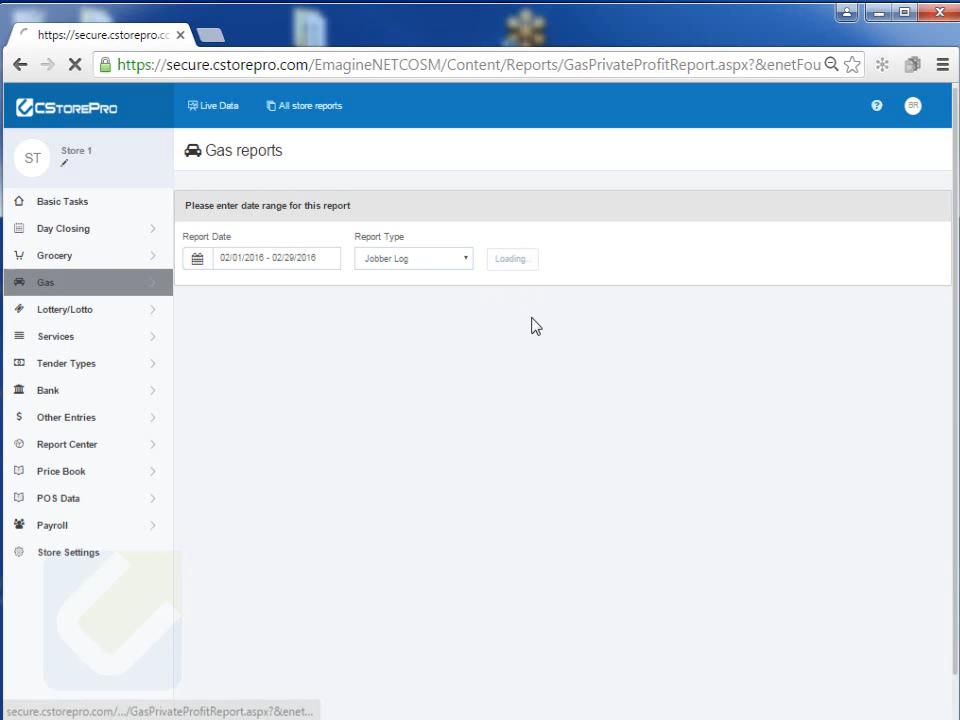 https://secure.cstorepro.cc
https://secure.cstorepro.com/EmagineNETCOSM/Content/Reports/GasPrivateProfitReport.aspx?&enetFou
CSTOREPRO
Live Data
All store reports
?
BR
ST
Store 1
Gas reports
Basic Tasks
Please enter date range for this report
Day Closing
Report Date
Report Type
Grocery
02/01/2016 - 02/29/2016
Jobber Log
Loading..
Gas
Lottery/Lotto
Services
Tender Types
Bank
$ Other Entries
Report Center
Price Book
POS Data
Payroll
Store Settings
secure.cstorepro.com/.../GasPrivateProfitReport.aspx?&enet...